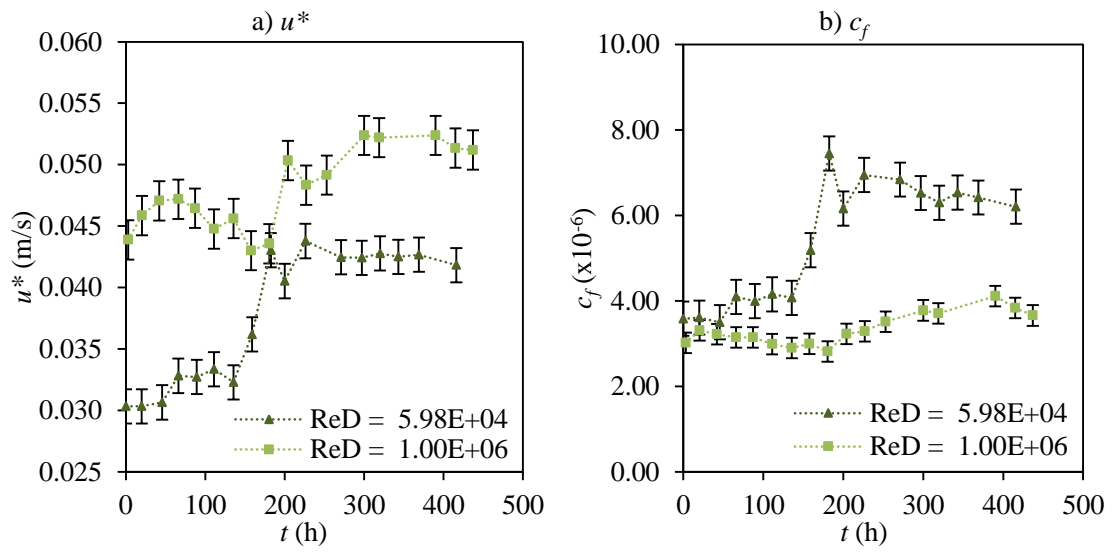 a) u*
0.060
0.055
0.050
0.045
0.040
0.035
0.030
0.025
u* (m/s)
0 100 200 300 400 500
t (h)
ReD = 5.98E+04
ReD = 1.00E+06
b) cf
10.00
8.00
6.00
4.00
2.00
0.00
cf (x10-6)
0 100 200 300 400 500
t (h)
ReD = 5.98E+04
ReD = 1.00E+06